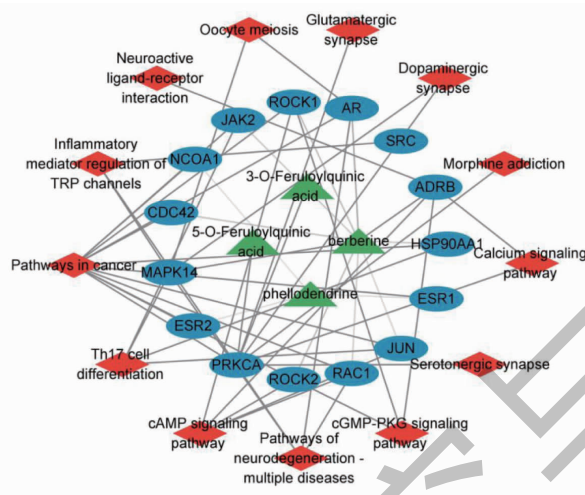 Oocyte meiosis
Glutamatergic
synapse
Neuroactive
ligand-receptor
interaction
Dopaminergic
synapse
ROCK1
AR
JAK2
SRC
Inflammatory
mediator regulation of
TRP channels
NCOA1
Morphine addiction
3-O-Feruloylquinic
acid
ADRB
CDC42
5-O-Feruloylquinic
acid
berberine
HSP90AA1
Pathways in cancer
MAPK14
Calcium signaling
pathway
phellodendrine
ESR1
ESR2
JUN
Th17 cell
differentiation
PRKCA
ROCK2
RAC1
Serotonergic synapse
cAMP signaling
pathway
Pathways of
neurodegeneration -
multiple diseases
cGMP-PKG signaling
pathway